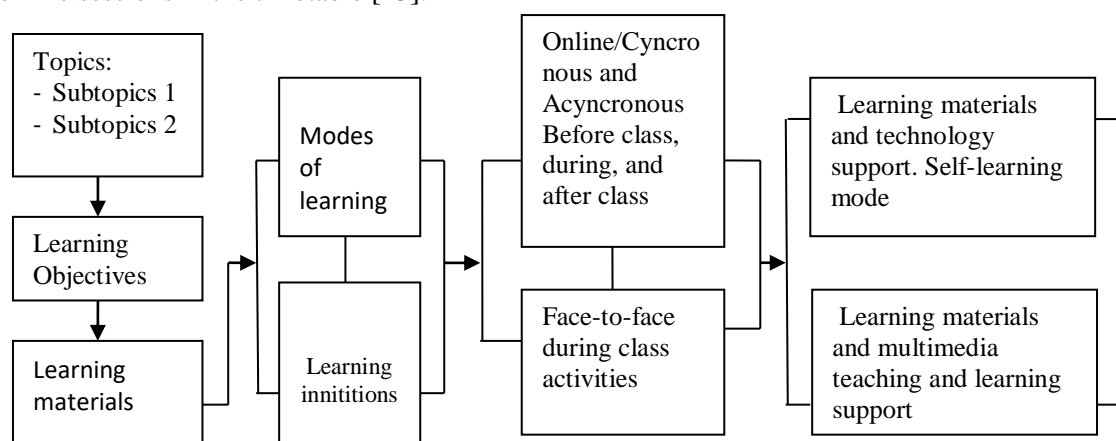 Topics:
- Subtopics 1
- Subtopics 2
Learning
Objectives
Learning
materials
Modes
of
learning
Learning
innititions
Online/Cyncro
nous and
Acyncronous
Before class,
during, and
after class
Face-to-face
during class
activities
Learning materials
and technology
support. Self-learning
mode
Learning materials
and multimedia
teaching and learning
support